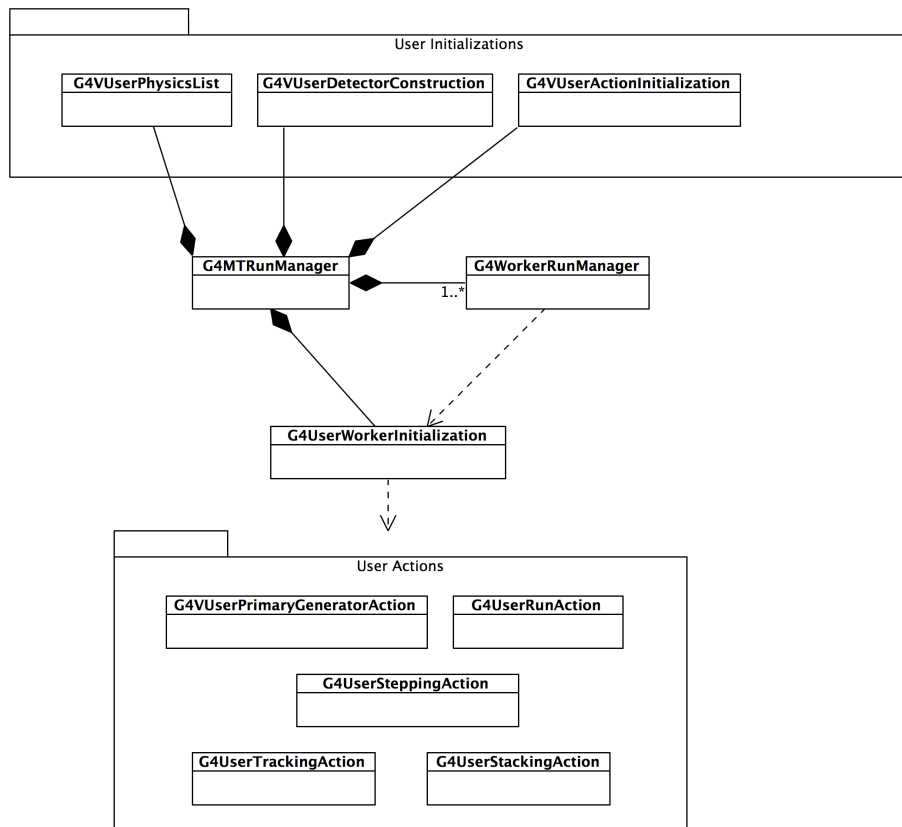 User Initializations
G4VUserPhysicsList
G4VUserDetectorConstruction
G4VUserActionInitialization
G4MTRunManager
G4WorkerRunManager
1..*
G4UserWorkerInitialization
User Actions
G4VUserPrimaryGeneratorAction
G4UserRunAction
G4UserSteppingAction
G4UserTrackingAction
G4UserStackingAction